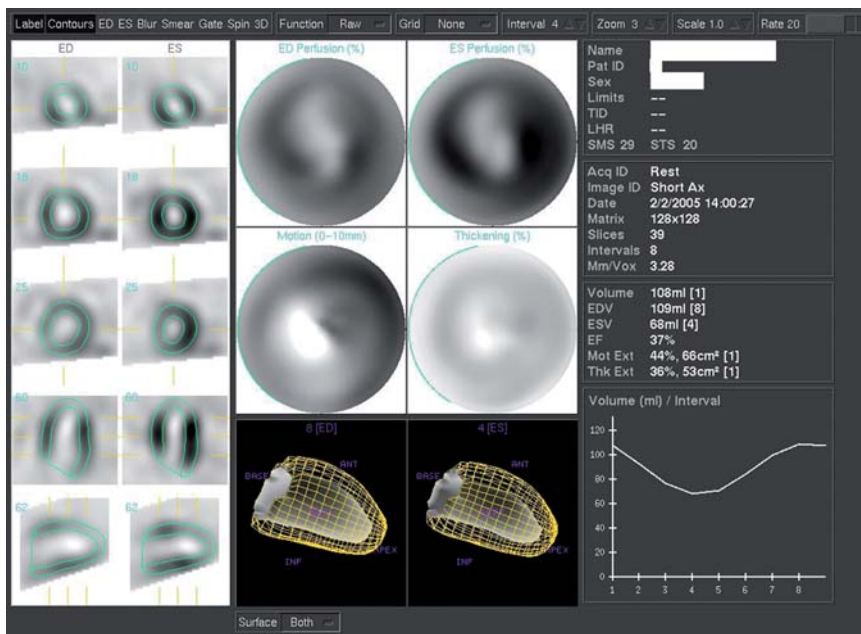 Label Contours ED ES Blur Smear Gate Spin 3D Function Raw Grid None Interval 4 Zoom 3 Scale 1.0 Rate 20
ED ES
10 10
18 18
25 25
60 60
62 62
ED Perfusion (%) ES Perfusion (%)
Motion (0-10mm) Thickening (%)
8 [ED] 4 [ES]
BASE ANT INF APEX
BASE ANT INF APEX
Surface Both
Name
Pat ID
Sex
Limits --
TID --
LHR --
SMS 29 STS 20
Acq ID Rest
Image ID Short Ax
Date 2/2/2005 14:00:27
Matrix 128x128
Slices 39
Intervals 8
Mm/Vox 3.28
Volume 108ml [1]
EDV 109ml [8]
ESV 68ml [4]
EF 37%
Mot Ext 44%, 66cm² [1]
Thk Ext 36%, 53cm² [1]
Volume (ml) / Interval
120
100
80
60
40
20
0
1 2 3 4 5 6 7 8